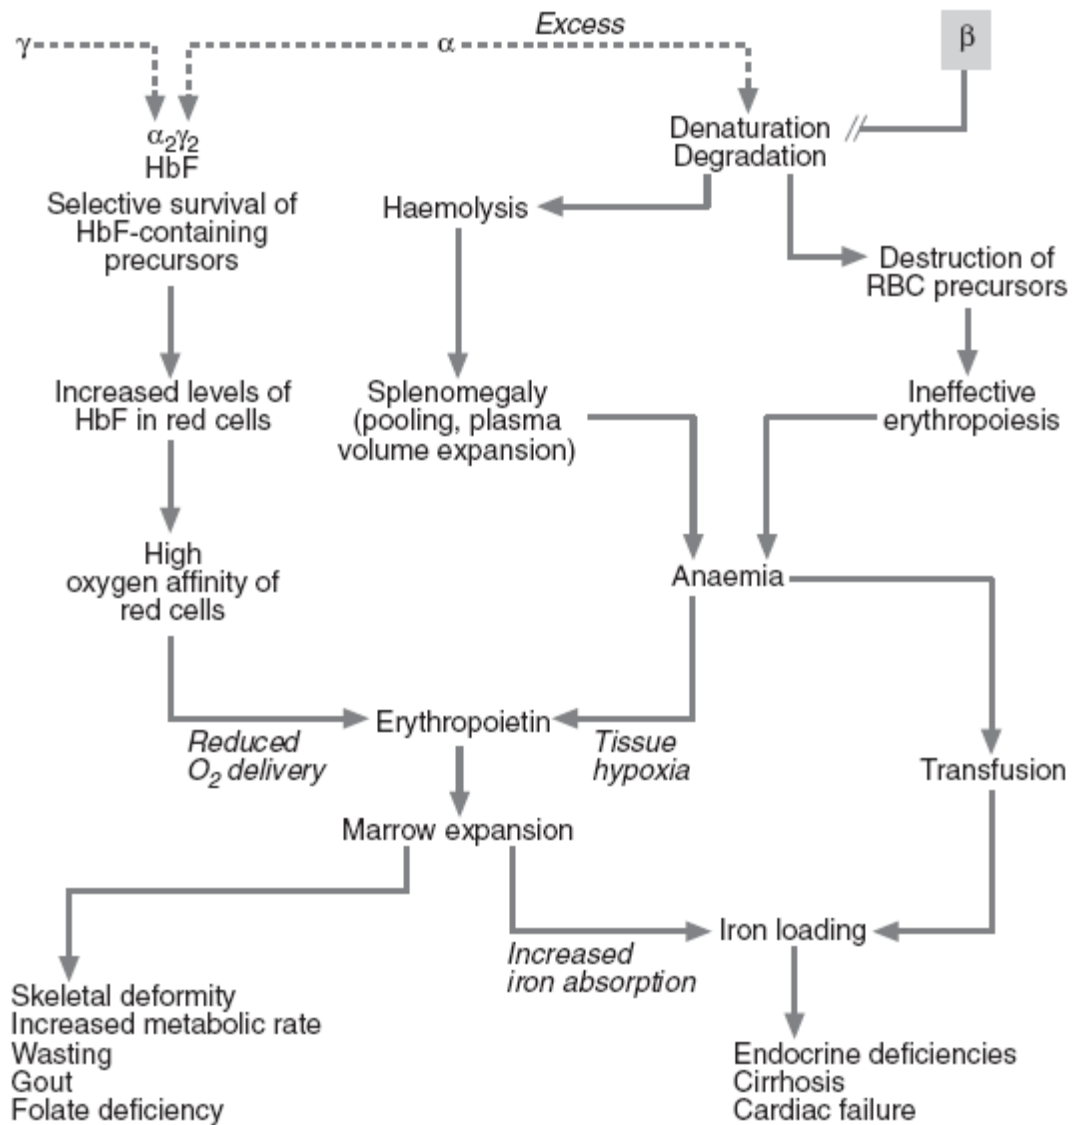 γ
α
Excess
β
α₂γ₂
HbF
Denaturation
Degradation
Selective survival of
HbF-containing
precursors
Haemolysis
Destruction of
RBC precursors
Increased levels of
HbF in red cells
Splenomegaly
(pooling, plasma
volume expansion)
Ineffective
erythropoiesis
High
oxygen affinity of
red cells
Anaemia
Erythropoietin
Reduced
O₂ delivery
Tissue
hypoxia
Transfusion
Marrow expansion
Iron loading
Increased
iron absorption
Skeletal deformity
Increased metabolic rate
Wasting
Gout
Folate deficiency
Endocrine deficiencies
Cirrhosis
Cardiac failure